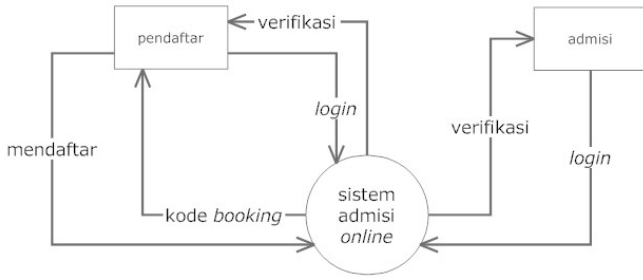 pendaftar
verifikasi
admisi
login
verifikasi
mendaftar
login
kode booking
sistem
admisi
online